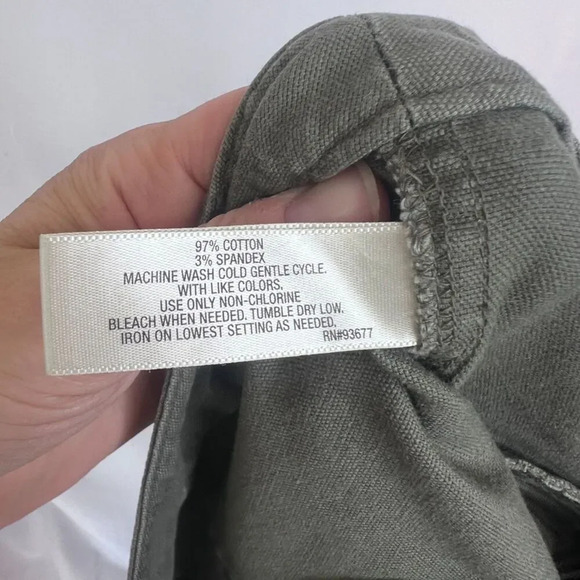 97% COTTON
3% SPANDEX
MACHINE WASH COLD GENTLE CYCLE.
WITH LIKE COLORS.
USE ONLY NON-CHLORINE
BLEACH WHEN NEEDED. TUMBLE DRY LOW.
IRON ON LOWEST SETTING AS NEEDED.
RN#93677